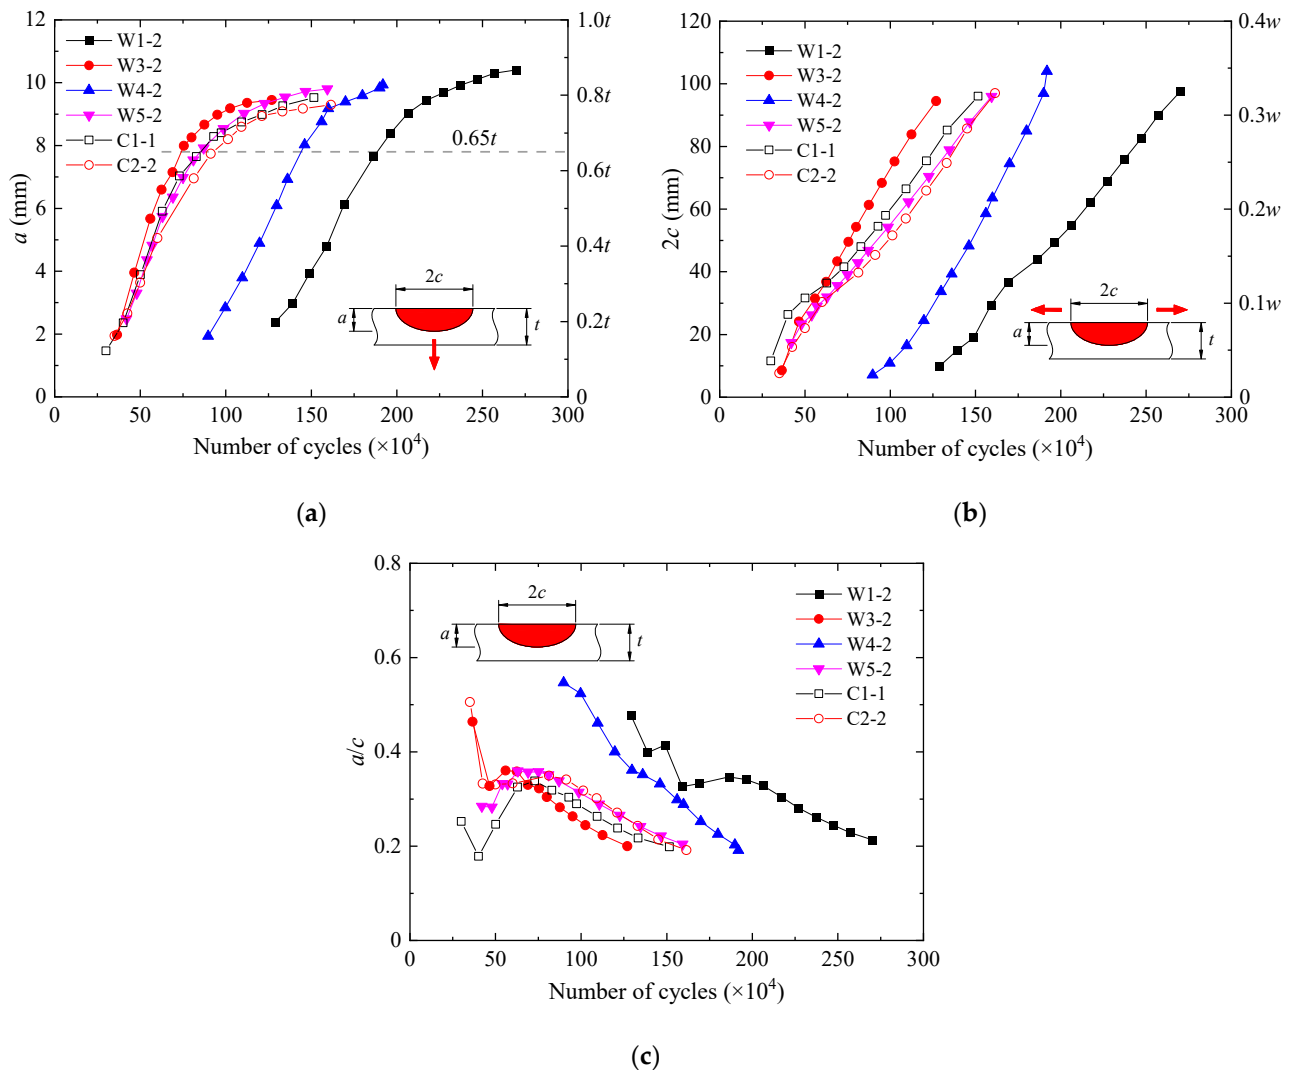 12
10
8
6
4
2
0
a (mm)
1.0t
0.8t
0.6t
0.4t
0.2t
0
W1-2
W3-2
W4-2
W5-2
C1-1
C2-2
0.65t
2c
a
t
0 50 100 150 200 250 300
Number of cycles (×10⁴)
(a)
120
100
80
60
40
20
0
2c (mm)
0.4w
0.3w
0.2w
0.1w
0
W1-2
W3-2
W4-2
W5-2
C1-1
C2-2
2c
a
t
0 50 100 150 200 250 300
Number of cycles (×10⁴)
(b)
0.8
0.6
0.4
0.2
0
a/c
2c
a
t
W1-2
W3-2
W4-2
W5-2
C1-1
C2-2
0 50 100 150 200 250 300
Number of cycles (×10⁴)
(c)